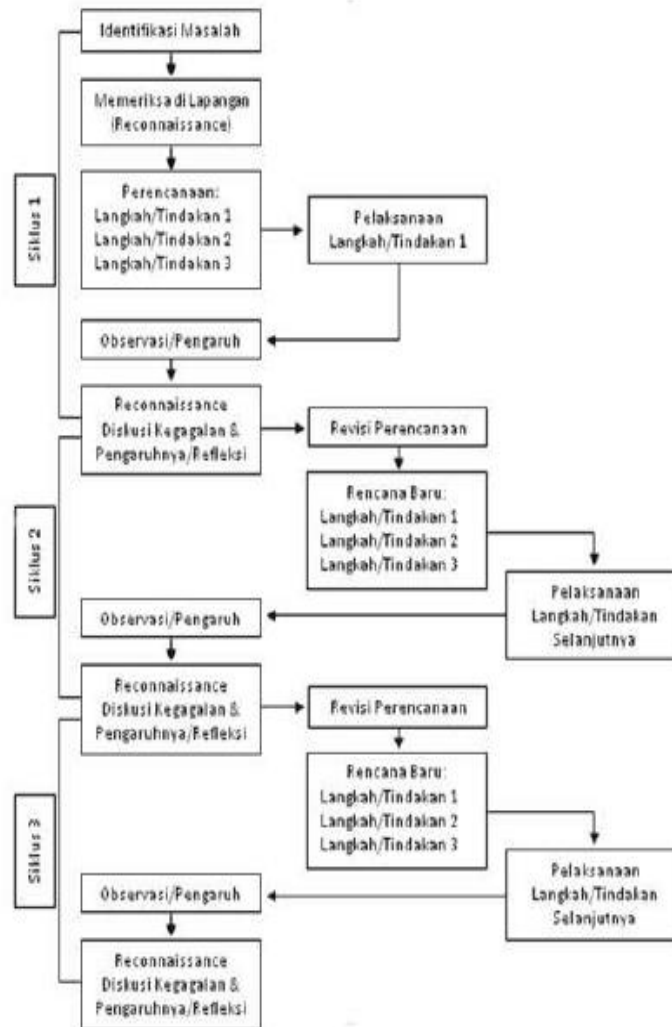 Identifikasi Masalah
Memeriksa di Lapangan
(Reconnaissance)
Siklus 1
Perencanaan:
Langkah/Tindakan 1
Langkah/Tindakan 2
Langkah/Tindakan 3
Pelaksanaan
Langkah/Tindakan 1
Observasi/Pengaruh
Reconnaissance
Diskusi Kegagalan &
Pengaruhnya/Refleksi
Revisi Perencanaan
Siklus 2
Rencana Baru:
Langkah/Tindakan 1
Langkah/Tindakan 2
Langkah/Tindakan 3
Pelaksanaan
Langkah/Tindakan
Selanjutnya
Observasi/Pengaruh
Reconnaissance
Diskusi Kegagalan &
Pengaruhnya/Refleksi
Revisi Perencanaan
Siklus 3
Rencana Baru:
Langkah/Tindakan 1
Langkah/Tindakan 2
Langkah/Tindakan 3
Pelaksanaan
Langkah/Tindakan
Selanjutnya
Observasi/Pengaruh
Reconnaissance
Diskusi Kegagalan &
Pengaruhnya/Refleksi